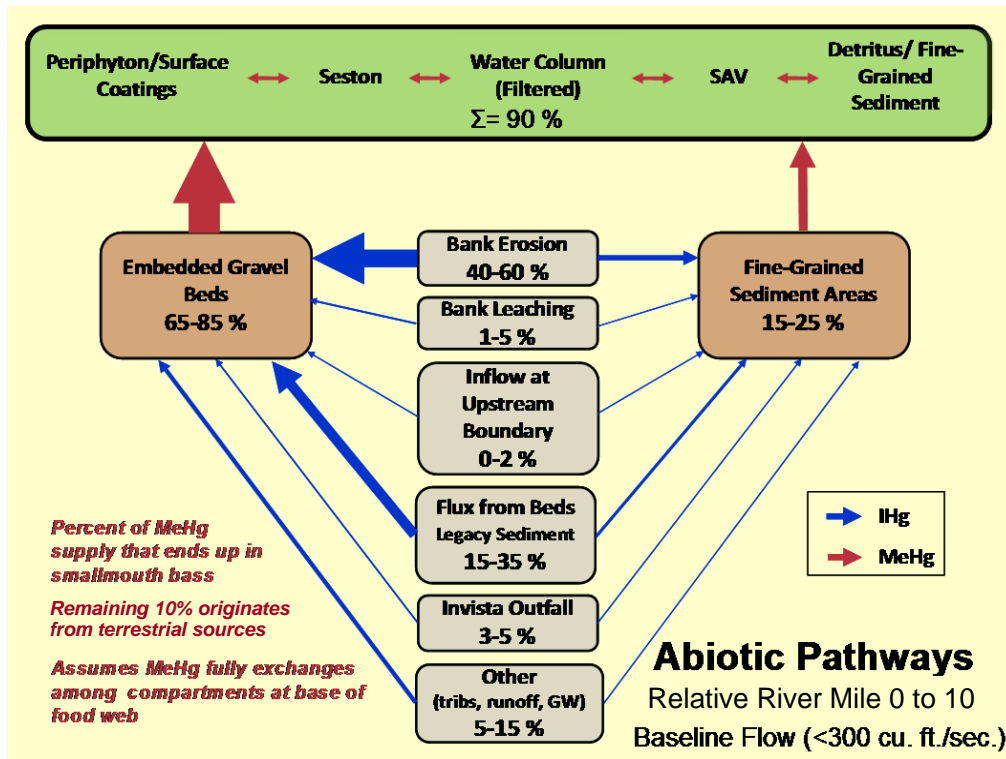 Periphyton/Surface
Coatings
Seston
Water Column
(Filtered)
Σ= 90 %
SAV
Detritus/ Fine-
Grained
Sediment
Embedded Gravel
Beds
65-85 %
Bank Erosion
40-60 %
Fine-Grained
Sediment Areas
15-25 %
Bank Leaching
1-5 %
Inflow at
Upstream
Boundary
0-2 %
Flux from Beds
Legacy Sediment
15-35 %
Invista Outfall
3-5 %
Other
(tribs, runoff, GW)
5-15 %
IHg
MeHg
Percent of MeHg
supply that ends up in
smallmouth bass
Remaining 10% originates
from terrestrial sources
Assumes MeHg fully exchanges
among compartments at base of
food web
Abiotic Pathways
Relative River Mile 0 to 10
Baseline Flow (<300 cu. ft./sec.)